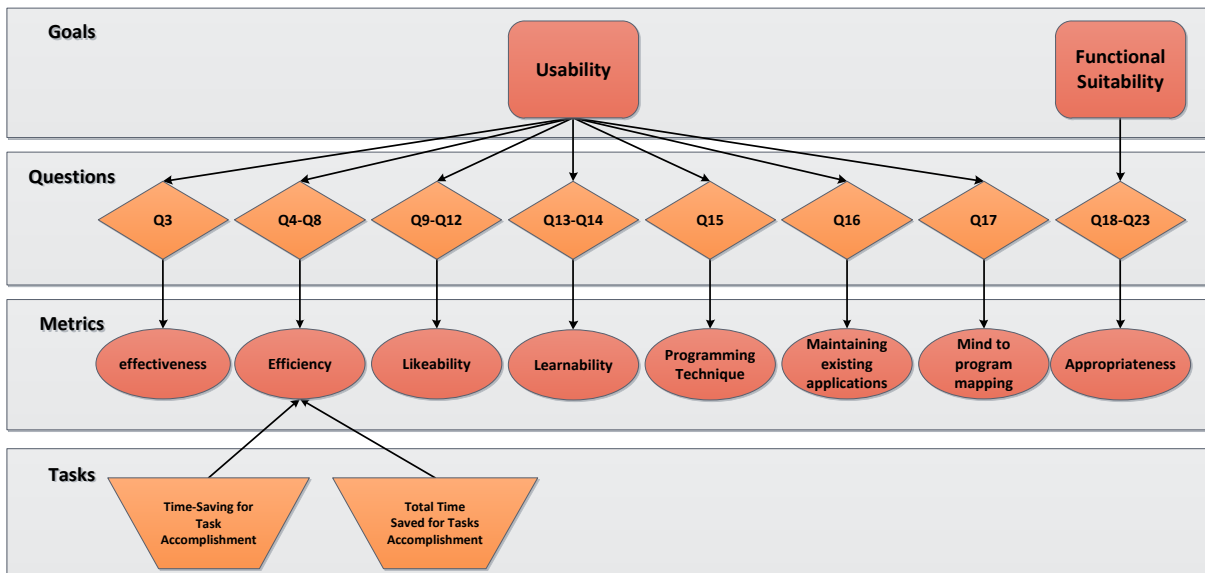 Goals
Usability
Functional
Suitability
Questions
Q3
Q4-Q8
Q9-Q12
Q13-Q14
Q15
Q16
Q17
Q18-Q23
Metrics
effectiveness
Efficiency
Likeability
Learnability
Programming
Technique
Maintaining
existing
applications
Mind to
program
mapping
Appropriateness
Tasks
Time-Saving for
Task
Accomplishment
Total Time
Saved for Tasks
Accomplishment